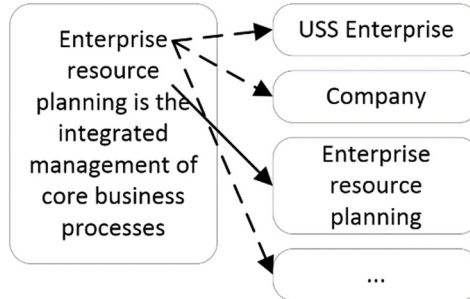 Enterprise
resource
planning is the
integrated
management of
core business
processes
USS Enterprise
Company
Enterprise
resource
planning
...